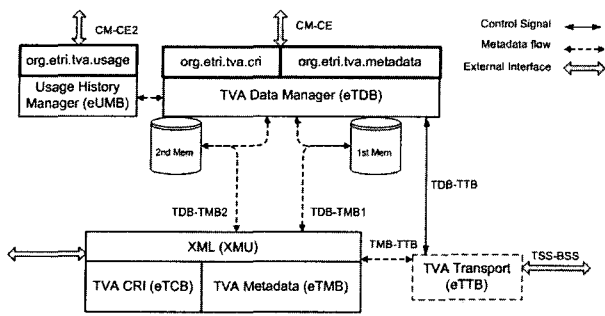 CM-CE2
CM-CE
Control Signal
Metadata flow
External Interface
org.etri.tva.usage
org.etri.tva.cri
org.etri.tva.metadata
Usage History
Manager (eUMB)
TVA Data Manager (eTDB)
2nd Mem
1st Mem
TDB-TTB
TDB-TMB2
TDB-TMB1
XML (XMU)
TMB-TTB
TVA CRI (eTCB)
TVA Metadata (eTMB)
TVA Transport
(eTTB)
TSS-BSS